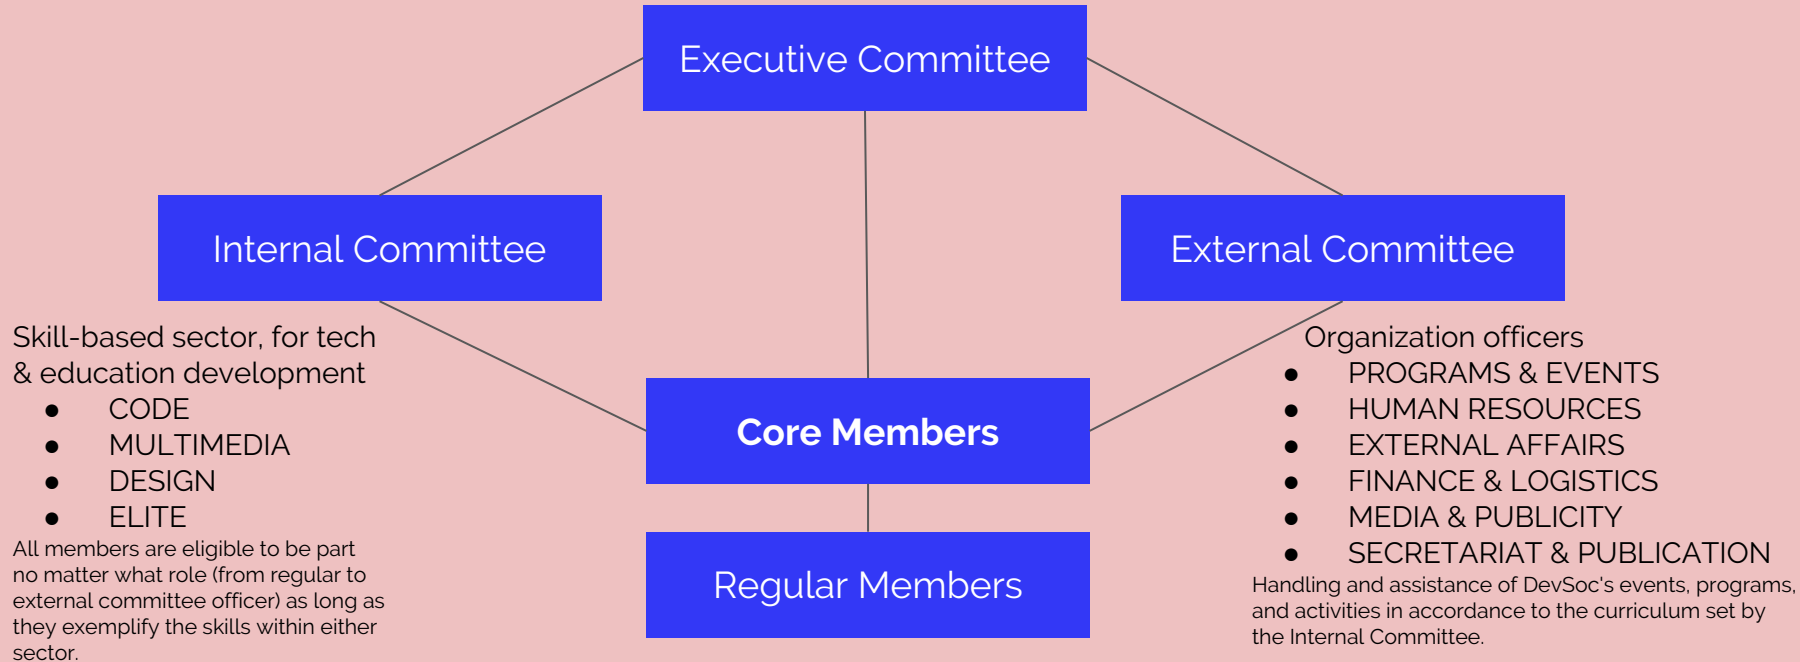 Executive Committee
Internal Committee
External Committee
Skill-based sector, for tech
& education development
● CODE
● MULTIMEDIA
● DESIGN
● ELITE
All members are eligible to be part
no matter what role (from regular to
external committee officer) as long as
they exemplify the skills within either
sector.
Core Members
Regular Members
Organization officers
● PROGRAMS & EVENTS
● HUMAN RESOURCES
● EXTERNAL AFFAIRS
● FINANCE & LOGISTICS
● MEDIA & PUBLICITY
● SECRETARIAT & PUBLICATION
Handling and assistance of DevSoc's events, programs,
and activities in accordance to the curriculum set by
the Internal Committee.